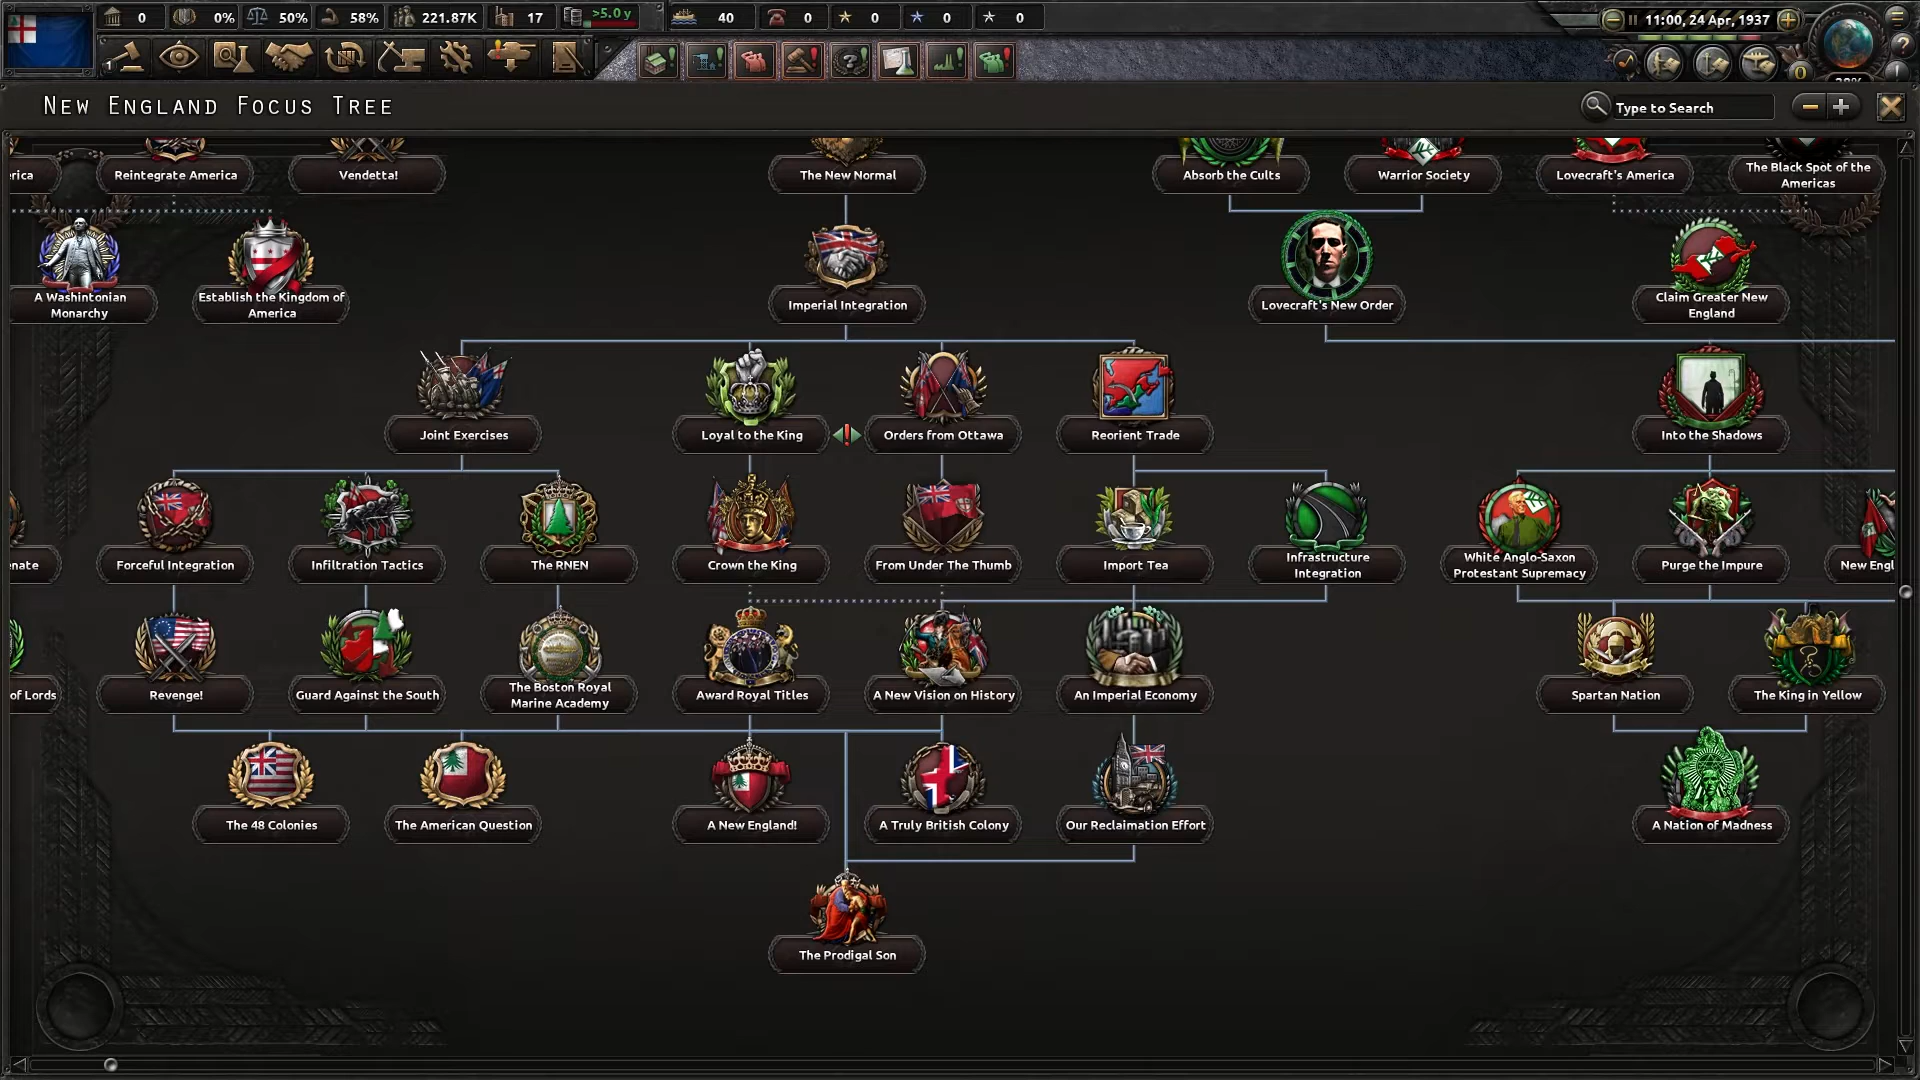 0
0%
50%
58%
221.87K
17
>5.0 y
40
0
0
0
0
11:00, 24 Apr, 1937
1
0
New England Focus Tree
Type to Search
erica
Reintegrate America
Vendetta!
The New Normal
Absorb the Cults
Warrior Society
Lovecraft's America
The Black Spot of the
Americas
A Washintonian
Monarchy
Establish the Kingdom of
America
Imperial Integration
Lovecraft's New Order
Claim Greater New
England
Joint Exercises
Loyal to the King
Orders from Ottawa
Reorient Trade
Into the Shadows
enate
Forceful Integration
Infiltration Tactics
The RNEN
Crown the King
From Under The Thumb
Import Tea
Infrastructure
Integration
White Anglo-Saxon
Protestant Supremacy
Purge the Impure
New Engl
of Lords
Revenge!
Guard Against the South
The Boston Royal
Marine Academy
Award Royal Titles
A New Vision on History
An Imperial Economy
Spartan Nation
The King in Yellow
The 48 Colonies
The American Question
A New England!
A Truly British Colony
Our Reclaimation Effort
A Nation of Madness
The Prodigal Son